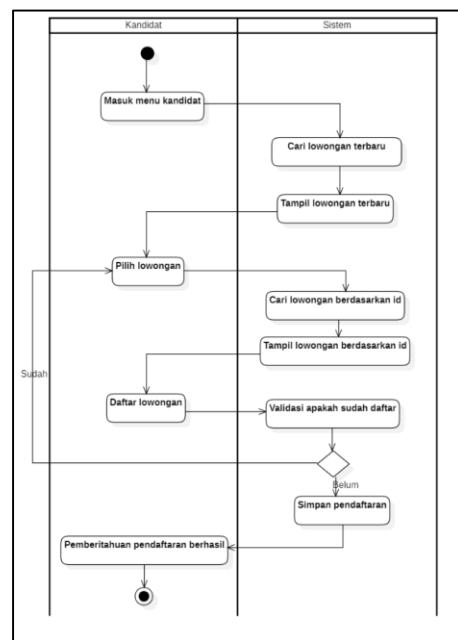 Kandidat
Sistem
Masuk menu kandidat
Cari lowongan terbaru
Tampil lowongan terbaru
Pilih lowongan
Cari lowongan berdasarkan id
Tampil lowongan berdasarkan id
Sudah
Daftar lowongan
Validasi apakah sudah daftar
Belum
Simpan pendaftaran
Pemberitahuan pendaftaran berhasil